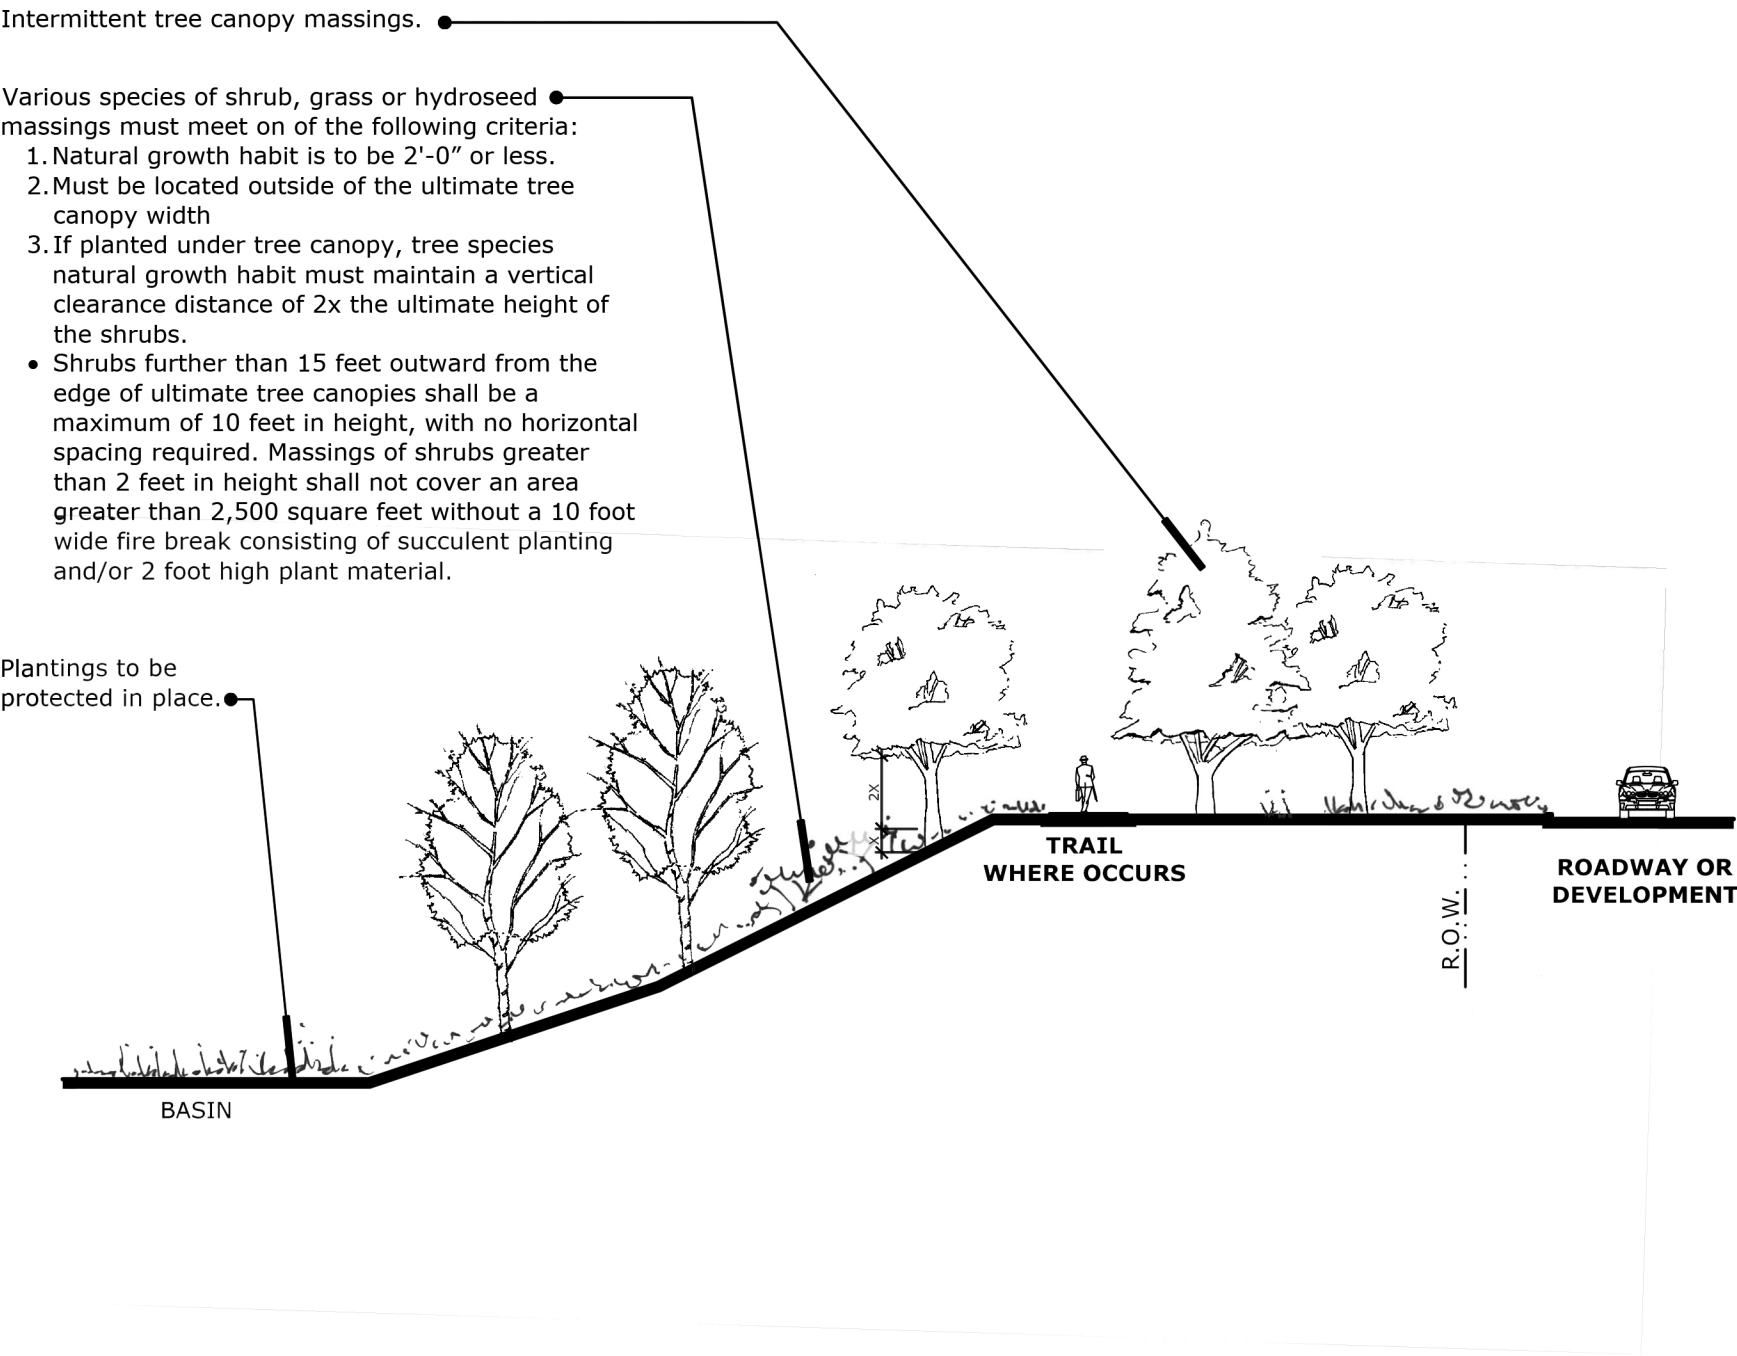 Intermittent tree canopy massings.
Various species of shrub, grass or hydroseed
massings must meet on of the following criteria:
1. Natural growth habit is to be 2'-0” or less.
2. Must be located outside of the ultimate tree
canopy width
3. If planted under tree canopy, tree species
natural growth habit must maintain a vertical
clearance distance of 2x the ultimate height of
the shrubs.
• Shrubs further than 15 feet outward from the
edge of ultimate tree canopies shall be a
maximum of 10 feet in height, with no horizontal
spacing required. Massings of shrubs greater
than 2 feet in height shall not cover an area
greater than 2,500 square feet without a 10 foot
wide fire break consisting of succulent planting
and/or 2 foot high plant material.
Plantings to be
protected in place.
2X
X
TRAIL
WHERE OCCURS
ROADWAY OR
DEVELOPMENT
R.O.W.
BASIN